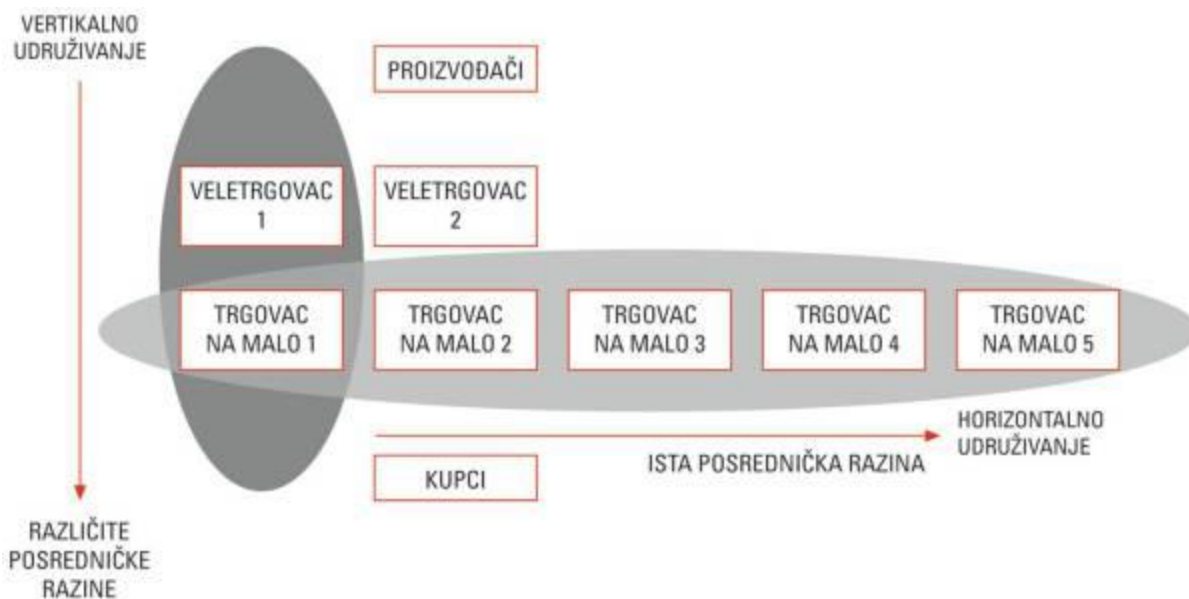 VERTIKALNO
UDRUŽIVANJE
PROIZVOĐAČI
VELETRGOVAC
1
VELETRGOVAC
2
TRGOVAC
NA MALO 1
TRGOVAC
NA MALO 2
TRGOVAC
NA MALO 3
TRGOVAC
NA MALO 4
TRGOVAC
NA MALO 5
HORIZONTALNO
UDRUŽIVANJE
ISTA POSREDNIČKA RAZINA
KUPCI
RAZLIČITE
POSREDNIČKE
RAZINE